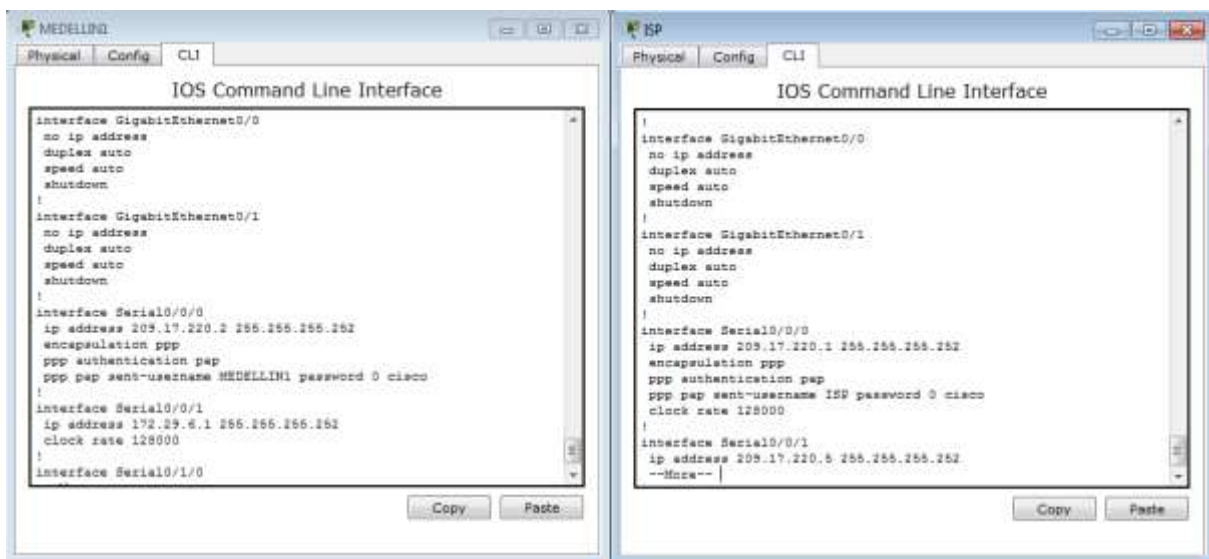 MEDELLIN1
Physical Config CLI
IOS Command Line Interface
interface GigabitEthernet0/0
no ip address
duplex auto
speed auto
shutdown
!
interface GigabitEthernet0/1
no ip address
duplex auto
speed auto
shutdown
!
interface Serial0/0/0
ip address 209.17.220.2 255.255.255.252
encapsulation ppp
ppp authentication pap
ppp pap sent-username MEDELLIN1 password 0 cisco
!
interface Serial0/0/1
ip address 172.29.6.1 255.255.255.252
clock rate 128000
!
interface Serial0/1/0
Copy Paste
ISP
Physical Config CLI
IOS Command Line Interface
!
interface GigabitEthernet0/0
no ip address
duplex auto
speed auto
shutdown
!
interface GigabitEthernet0/1
no ip address
duplex auto
speed auto
shutdown
!
interface Serial0/0/0
ip address 209.17.220.1 255.255.255.252
encapsulation ppp
ppp authentication pap
ppp pap sent-username ISP password 0 cisco
clock rate 128000
!
interface Serial0/0/1
ip address 209.17.220.5 255.255.255.252
--More--
Copy Paste